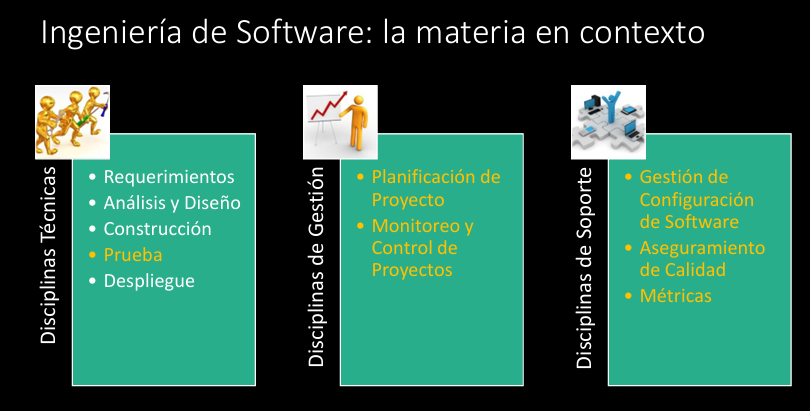 Ingeniería de Software: la materia en contexto
Disciplinas Técnicas
• Requerimientos
• Análisis y Diseño
• Construcción
• Prueba
• Despliegue
Disciplinas de Gestión
• Planificación de
Proyecto
• Monitoreo y
Control de
Proyectos
Disciplinas de Soporte
• Gestión de
Configuración
de Software
• Aseguramiento
de Calidad
• Métricas